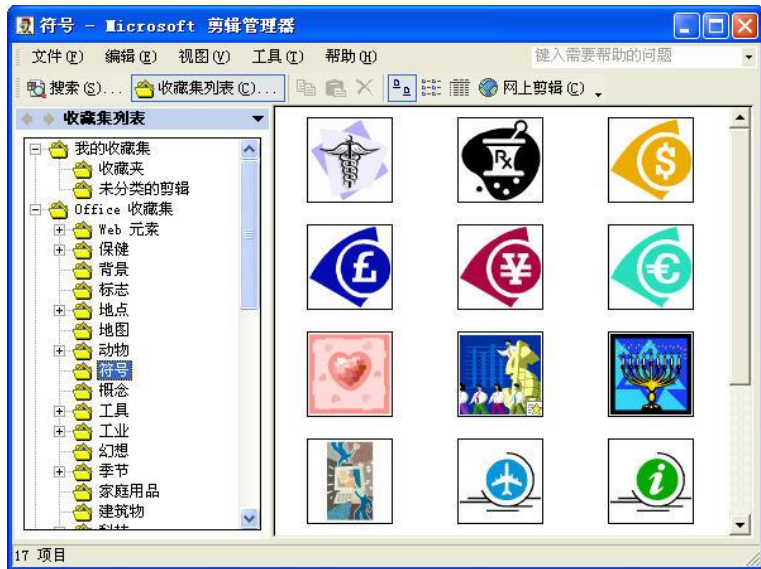 符号 - Microsoft 剪辑管理器
文件(F) 编辑(E) 视图(V) 工具(T) 帮助(H) 键入需要帮助的问题
搜索(S)... 收藏集列表(C)... 网上剪辑(C)
收藏集列表
我的收藏集
收藏夹
未分类的剪辑
Office 收藏集
Web 元素
保健
背景
标志
地点
地图
动物
符号
概念
工具
工业
幻想
季节
家庭用品
建筑物
科技
Rx
$
£
¥
€
i
17 项目